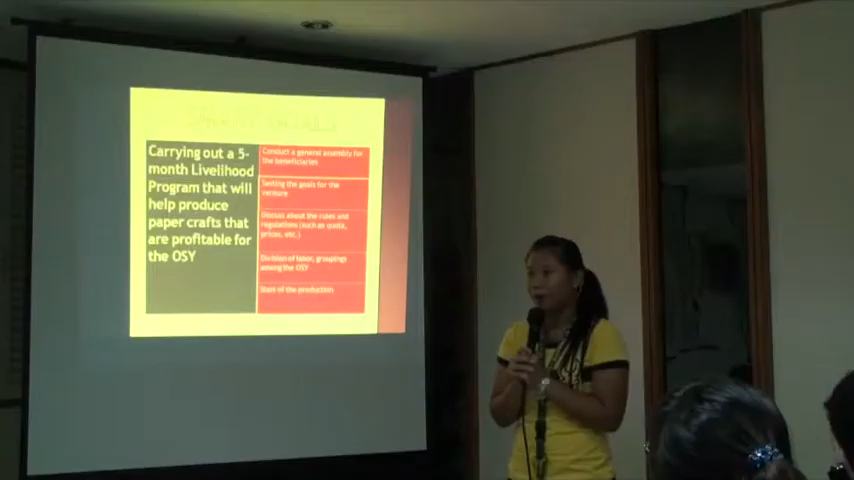 Carrying out a 5-
month Livelihood
Program that will
help produce
paper crafts that
are profitable for
the OSY
Conduct a general assembly for
the beneficiaries
Setting the goals for the
venture
Discuss about the rules and
regulations (such as quota,
prices, etc.)
Division of labor, groupings
among the OSY
Start of the production